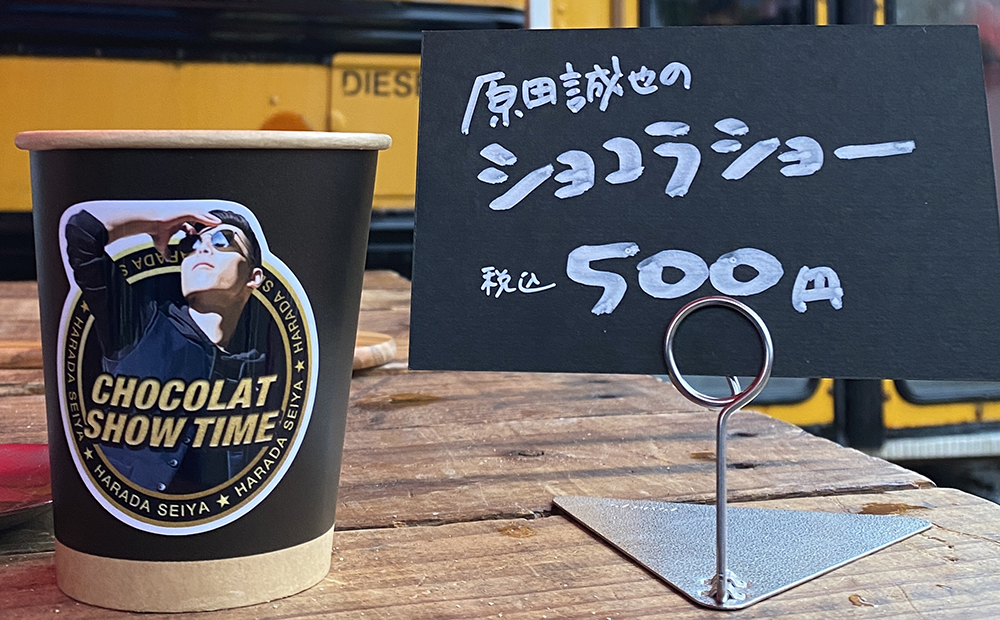 DIESE
原田誠也の
ショコラショー
税込 500円
CHOCOLAT
SHOW TIME
HARADA SEIYA ★ HARADA SEIYA ★ HARADA SEIYA ★ HARADA S